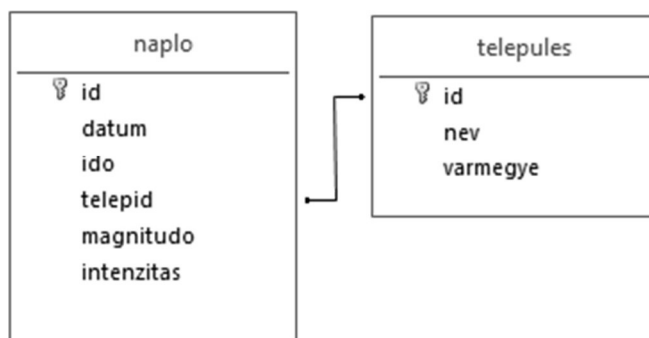 naplo
id
datum
ido
telepid
magnitudo
intenzitas
telepules
id
nev
varmegye